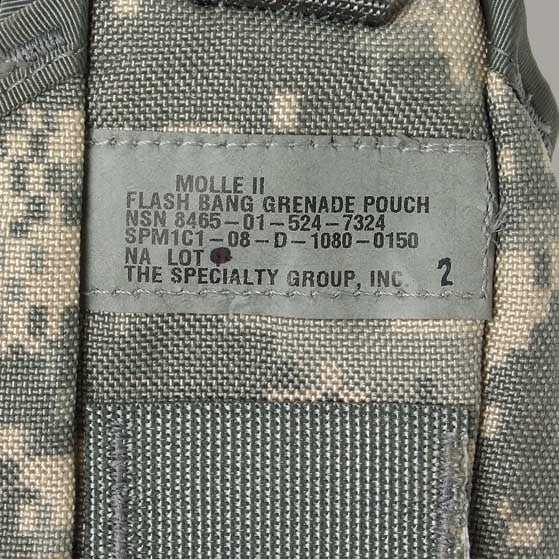 MOLLE II
FLASH BANG GRENADE POUCH
NSN 8465-01-524-7324
SPM1C1-08-D-1080-0150
NA LOT
THE SPECIALTY GROUP, INC. 2